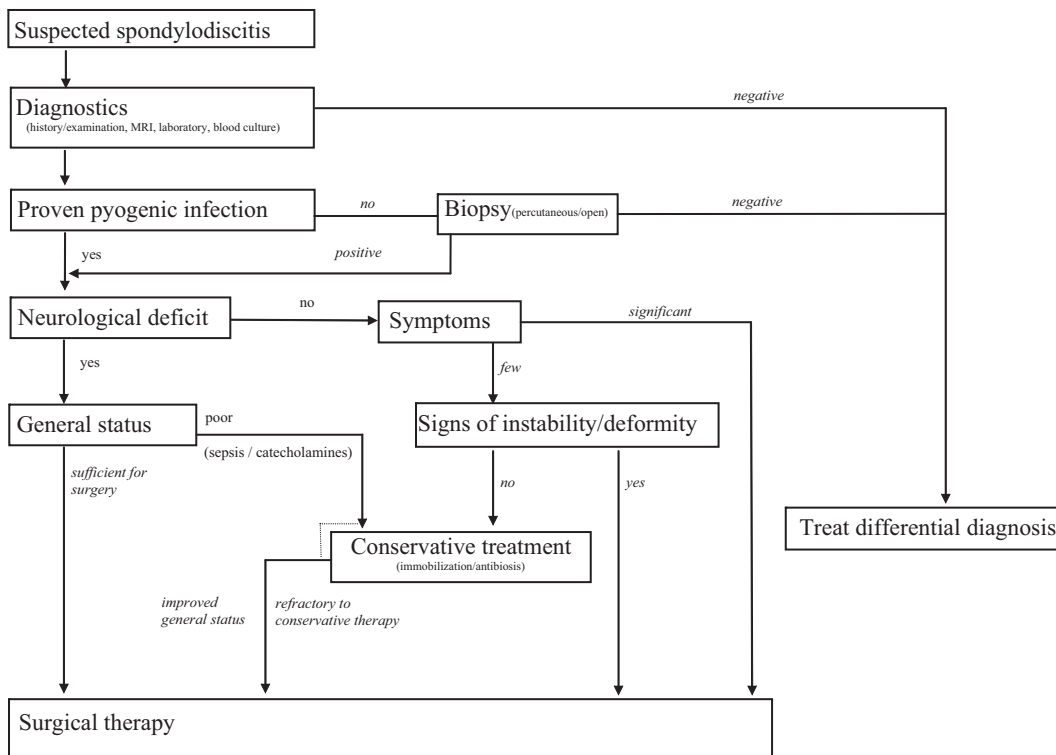 Suspected spondylodiscitis
Diagnostics
(history/examination, MRI, laboratory, blood culture)
negative
Proven pyogenic infection
no
Biopsy(percutaneous/open)
negative
yes
positive
Neurological deficit
no
Symptoms
significant
yes
few
General status
poor
(sepsis / catecholamines)
Signs of instability/deformity
sufficient for
surgery
no
yes
Treat differential diagnosis
Conservative treatment
(immobilization/antibiosis)
improved
general status
refractory to
conservative therapy
Surgical therapy